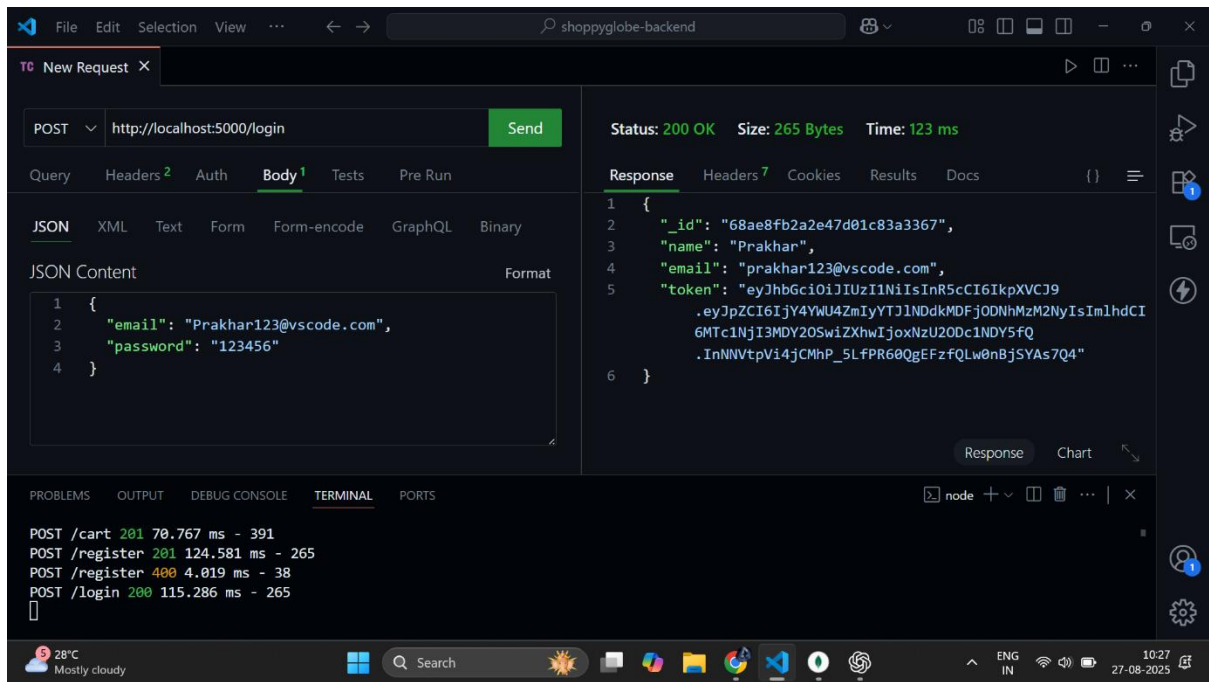 File Edit Selection View ··· shoppyglobe-backend
TC New Request
POST http://localhost:5000/login Send
Status: 200 OK Size: 265 Bytes Time: 123 ms
Query Headers 2 Auth Body 1 Tests Pre Run
Response Headers 7 Cookies Results Docs {}
JSON XML Text Form Form-encode GraphQL Binary
JSON Content Format
1 {
2 "email": "Prakhar123@vscode.com",
3 "password": "123456"
4 }
1 {
2 "_id": "68ae8fb2a2e47d01c83a3367",
3 "name": "Prakhar",
4 "email": "prakhar123@vscode.com",
5 "token": "eyJhbGciOiJIUzI1NiIsInR5cCI6IkpXVCJ9
.eyJpZCI6IjY4YWU4ZmIyYTJlNDdkMDFjODNhMzM2NyIsImlhdCI
6MTc1NjI3MDY2OSwiZXhwIjoxNzU2ODc1NDY5fQ
.InNNVtpVi4jCMhP_5LfPR60QgEFzfQLw0nBjSYAs7Q4"
6 }
Response Chart
PROBLEMS OUTPUT DEBUG CONSOLE TERMINAL PORTS node
POST /cart 201 70.767 ms - 391
POST /register 201 124.581 ms - 265
POST /register 400 4.019 ms - 38
POST /login 200 115.286 ms - 265
1
1
5
28°C
Mostly cloudy
Search
ENG
IN
10:27
27-08-2025